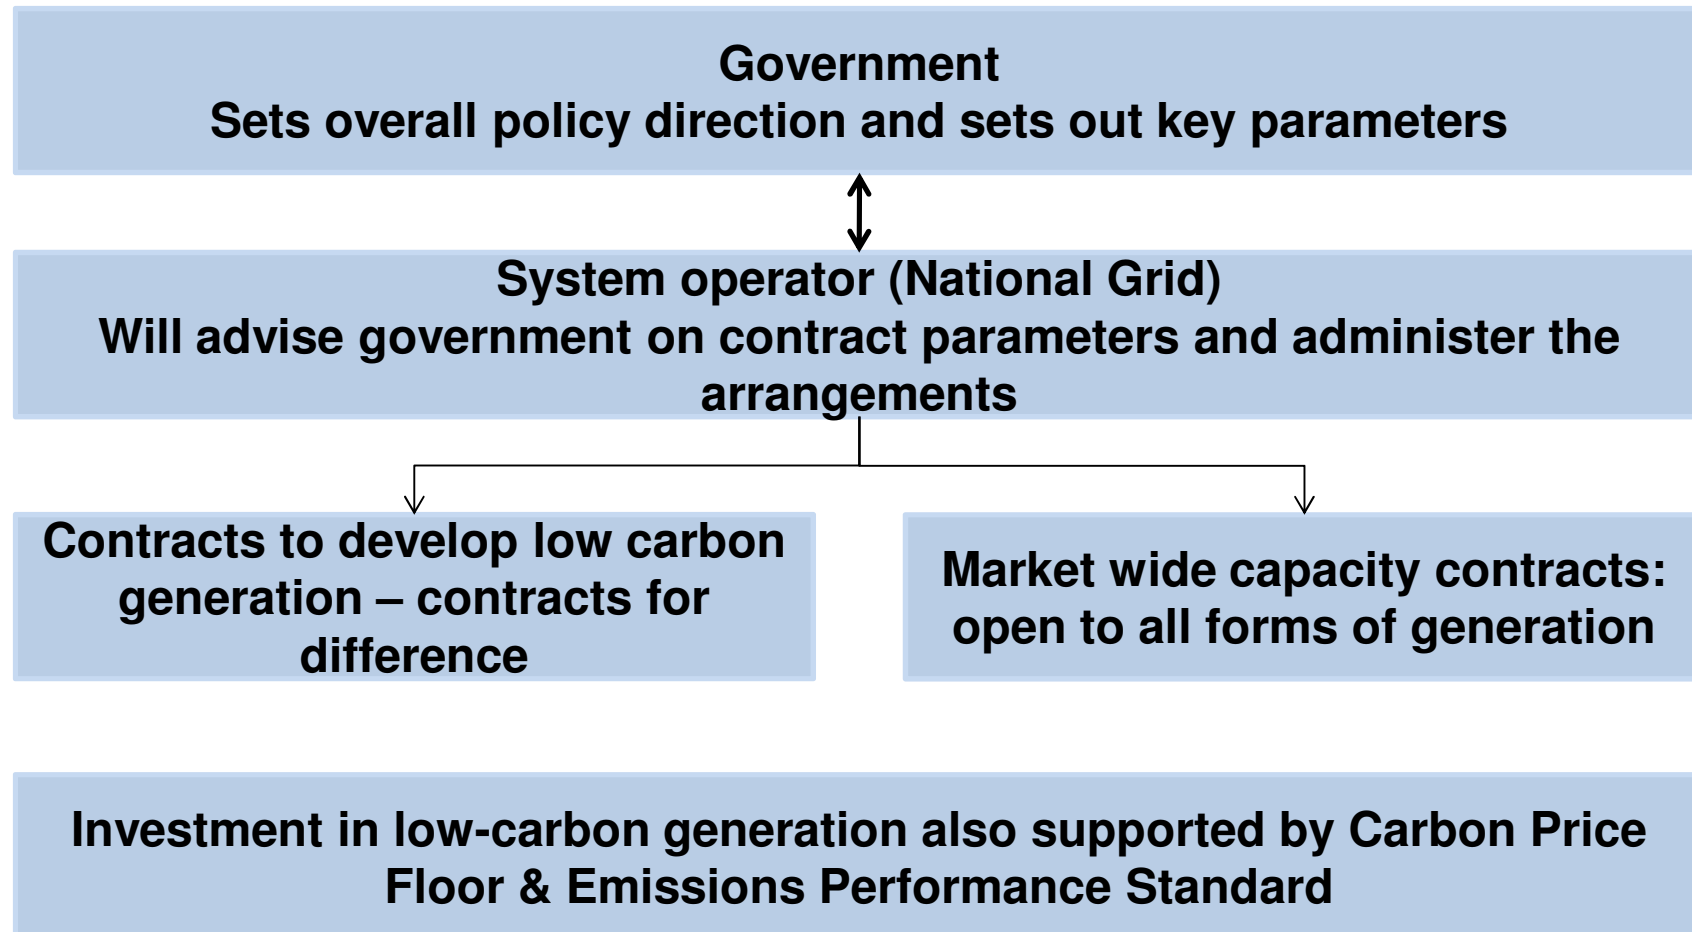 Government
Sets overall policy direction and sets out key parameters
System operator (National Grid)
Will advise government on contract parameters and administer the
arrangements
Contracts to develop low carbon
generation – contracts for
difference
Market wide capacity contracts:
open to all forms of generation
Investment in low-carbon generation also supported by Carbon Price
Floor & Emissions Performance Standard